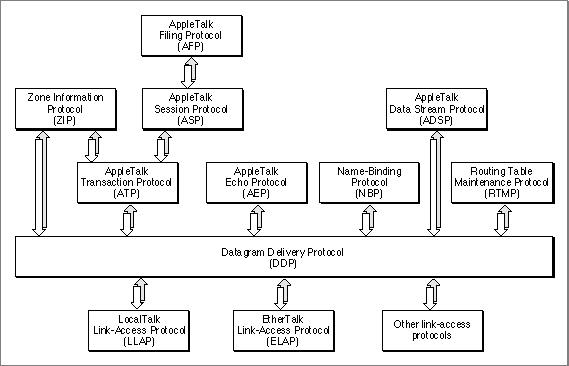 AppleTalk
Filing Protocol
(AFP)
Zone Information
Protocol
(ZIP)
AppleTalk
Session Protocol
(ASP)
AppleTalk
Data Stream Protocol
(ADSP)
AppleTalk
Transaction Protocol
(ATP)
AppleTalk
Echo Protocol
(AEP)
Name-Binding
Protocol
(NBP)
Routing Table
Maintenance Protocol
(RTMP)
Datagram Delivery Protocol
(DDP)
LocalTalk
Link-Access Protocol
(LLAP)
EtherTalk
Link-Access Protocol
(ELAP)
Other link-access
protocols